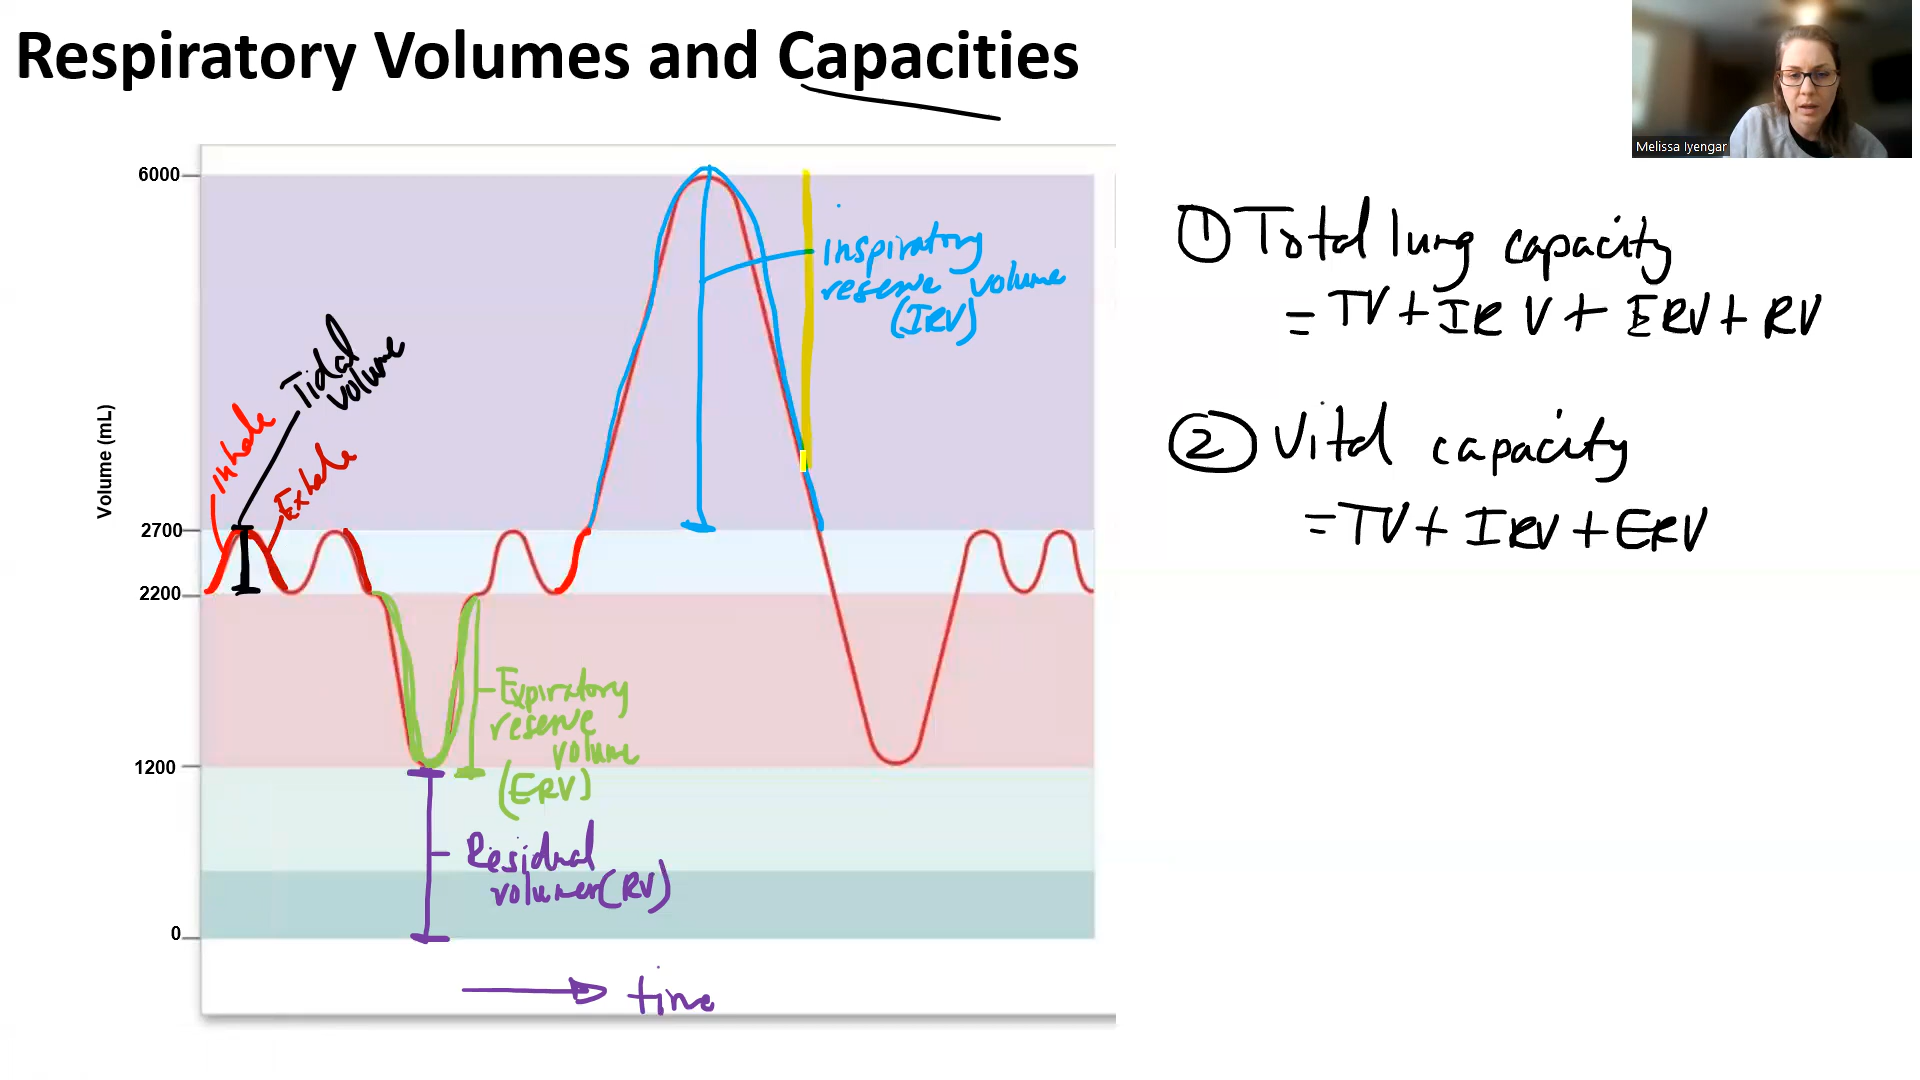 Respiratory Volumes and Capacities
Melissa Iyengar
6000
Inspiratory
reserve volume
(IRV)
Tidal
volume
Inhale
Exhale
Volume (mL)
2700
2200
Expiratory
reserve
volume
(ERV)
1200
Residual
volume (RV)
0
time
① Total lung capacity
= TV + IRV + ERV + RV
② Vital capacity
= TV + IRV + ERV